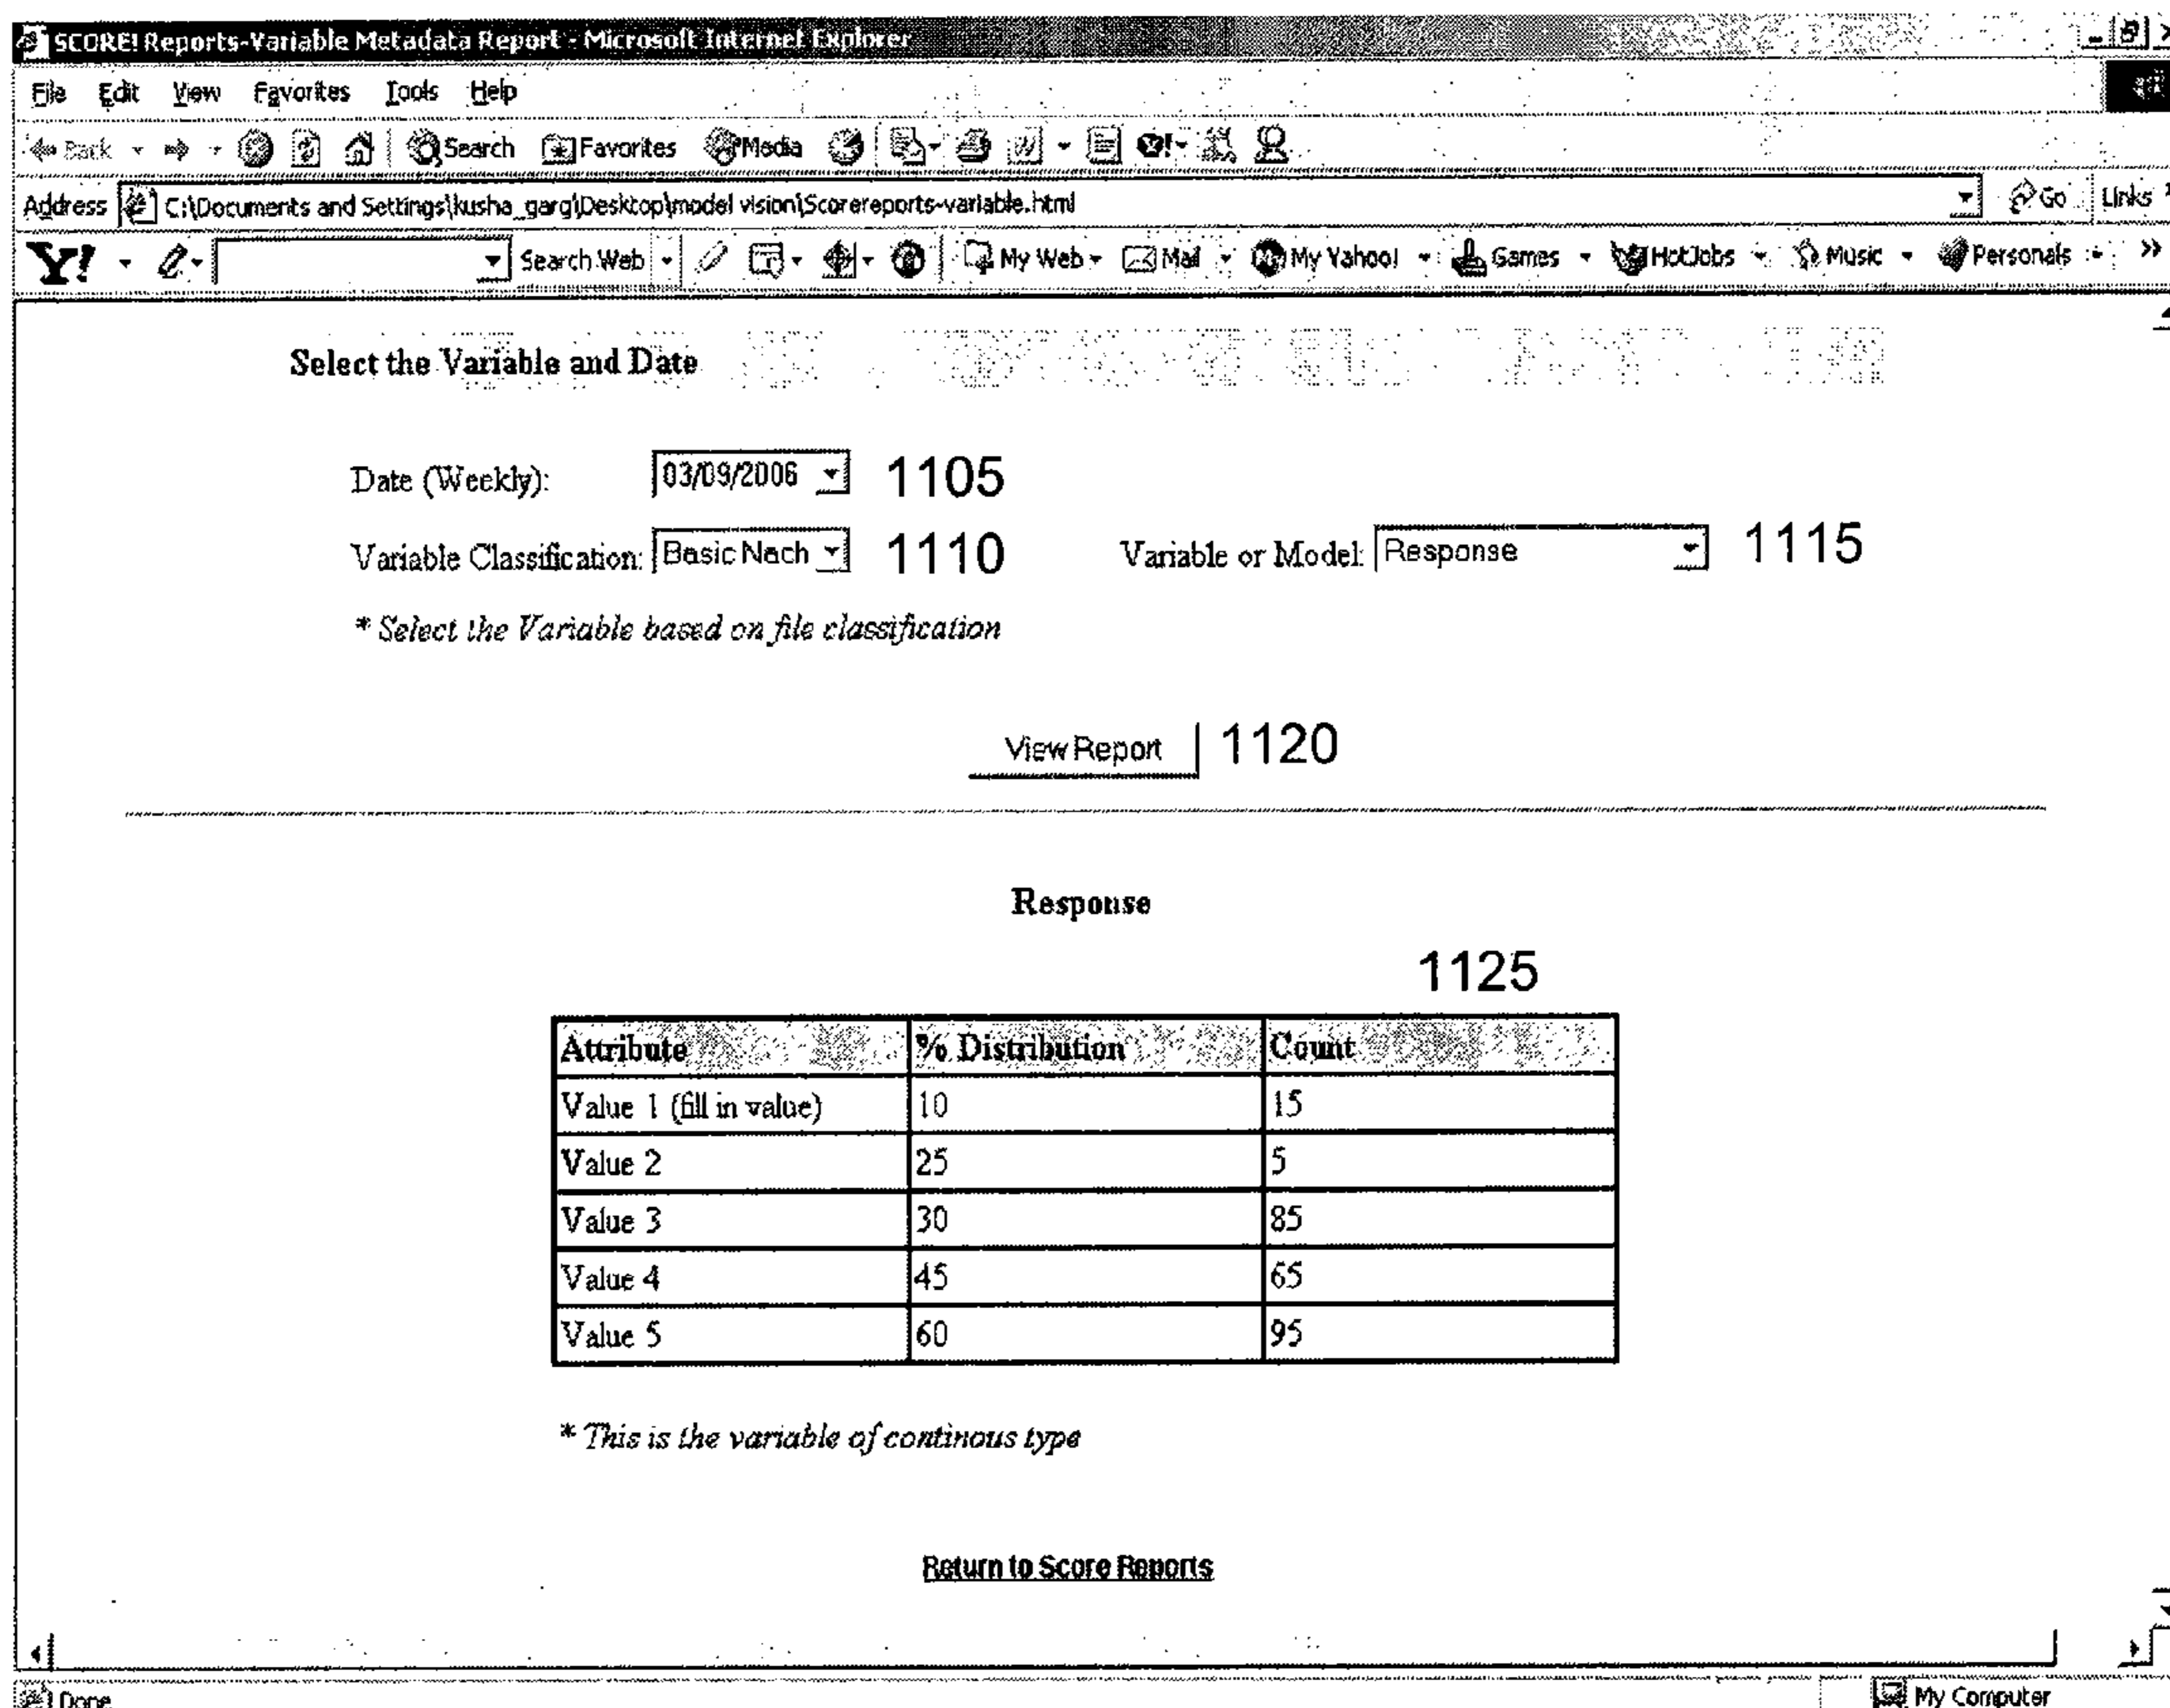 SCORE! Reports-Variable Metadata Report - Microsoft Internet Explorer
File Edit View Favorites Tools Help
Back Search Favorites Media
Address C:\Documents and Settings\kusha_garg\Desktop\model vision\Scorereports-variable.html Go Links
Y! Search Web My Web Mail My Yahoo! Games HotJobs Music Personals »
Select the Variable and Date
Date (Weekly): 03/09/2006 1105
Variable Classification: Basic Nach 1110 Variable or Model: Response 1115
* Select the Variable based on file classification
View Report 1120
Response
1125
Attribute % Distribution Count
Value 1 (fill in value) 10 15
Value 2 25 5
Value 3 30 85
Value 4 45 65
Value 5 60 95
* This is the variable of continous type
Return to Score Reports
Done My Computer